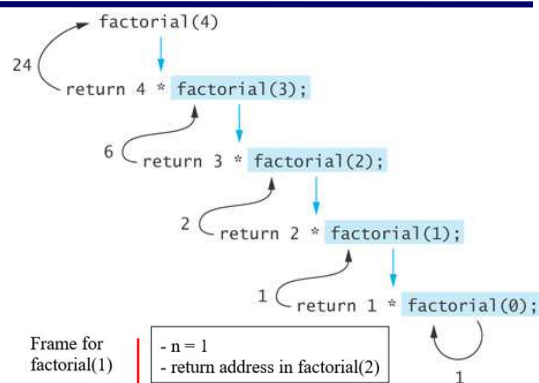 factorial(4)
24
return 4 * factorial(3);
6
return 3 * factorial(2);
2
return 2 * factorial(1);
1
return 1 * factorial(0);
1
Frame for
factorial(1)
- n = 1
- return address in factorial(2)